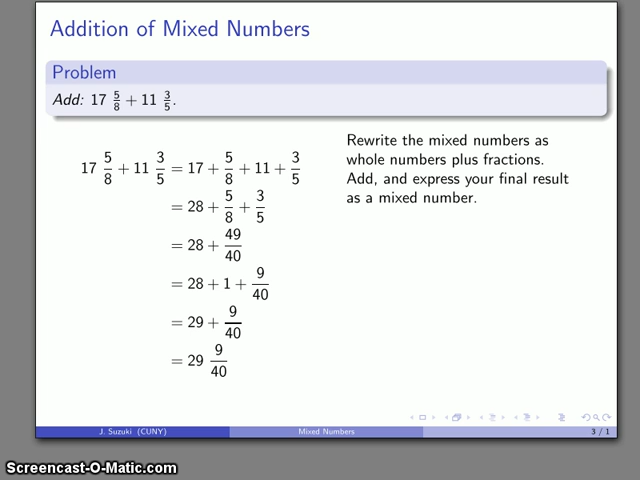 Addition of Mixed Numbers
Problem
Add: 17 5/8 + 11 3/5.
17 5/8 + 11 3/5 = 17 + 5/8 + 11 + 3/5
= 28 + 5/8 + 3/5
= 28 + 49/40
= 28 + 1 + 9/40
= 29 + 9/40
= 29 9/40
Rewrite the mixed numbers as
whole numbers plus fractions.
Add, and express your final result
as a mixed number.
J. Suzuki (CUNY)
Mixed Numbers
3 / 1
Screencast-O-Matic.com